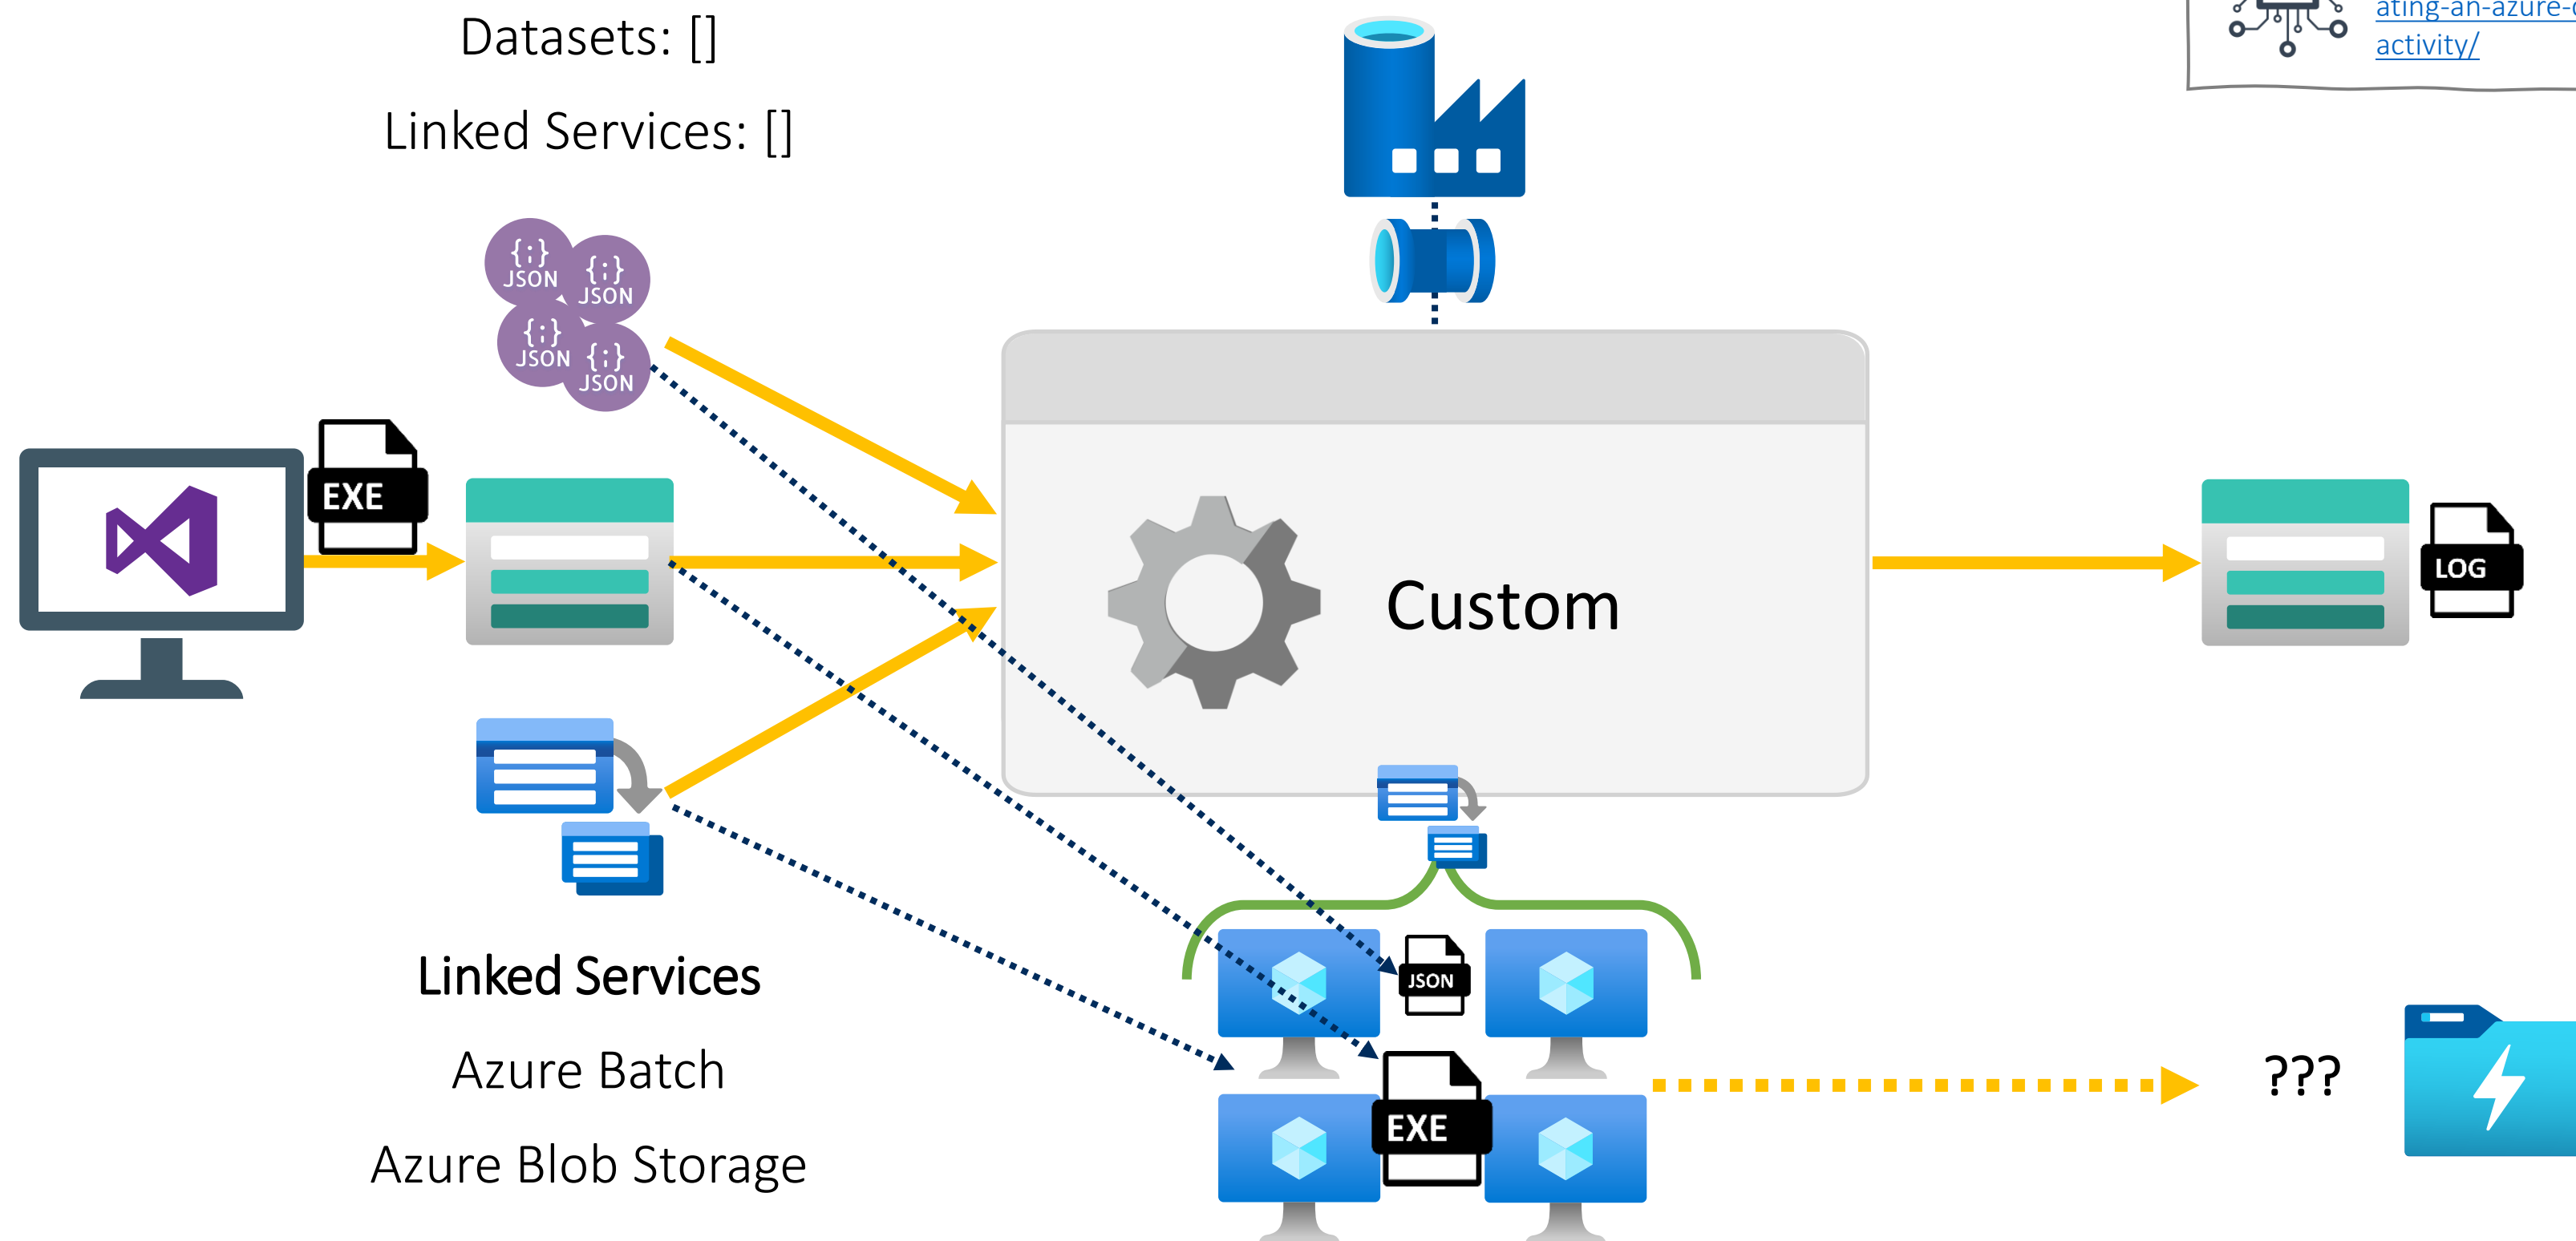 Datasets: []
Linked Services: []
ating-an-azure-
activity/
{;}
JSON
{;}
JSON
{;}
JSON
{;}
JSON
EXE
Custom
LOG
Linked Services
Azure Batch
Azure Blob Storage
JSON
EXE
???